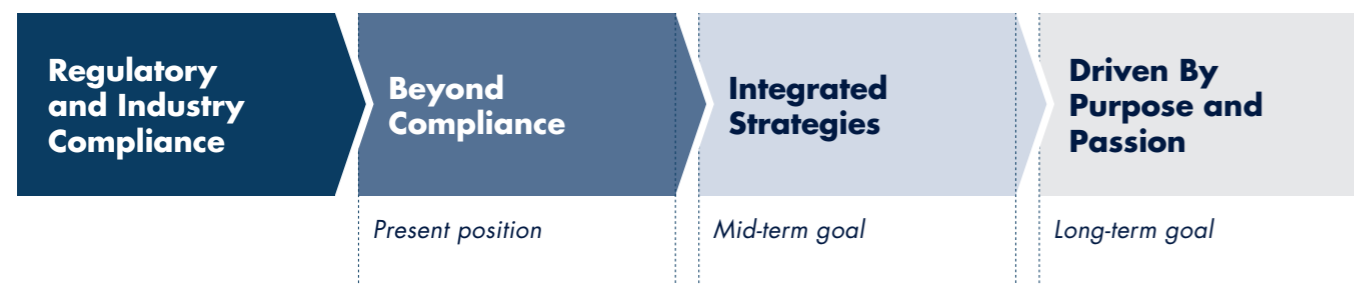 Regulatory
and Industry
Compliance
Beyond
Compliance
Integrated
Strategies
Driven By
Purpose and
Passion
Present position
Mid-term goal
Long-term goal